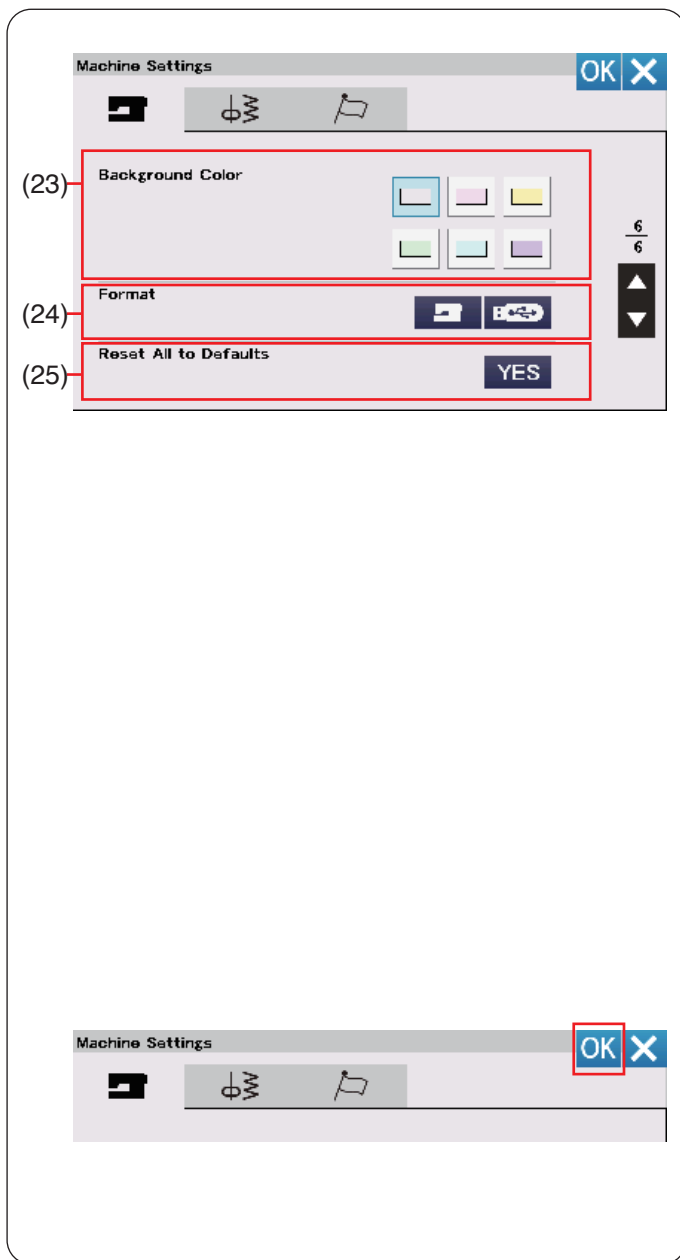 Machine Settings
OK
(23)
Background Color
6
6
(24)
Format
(25)
Reset All to Defaults
YES
Machine Settings
OK